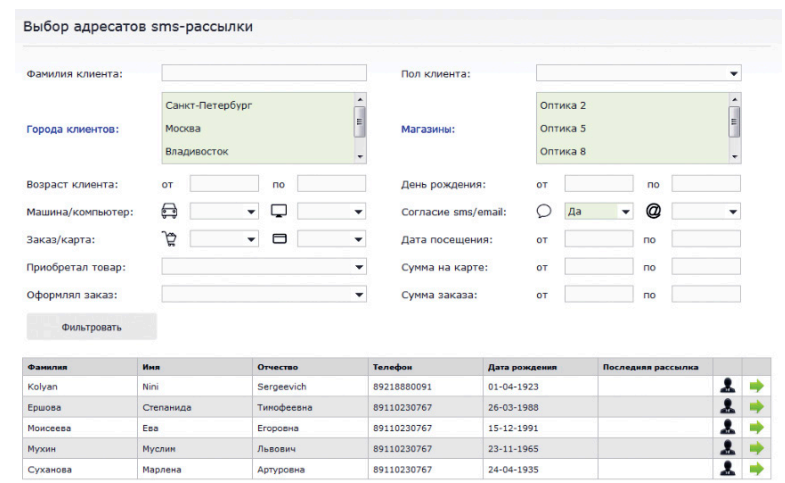 Выбор адресатов sms-рассылки
Фамилия клиента: Пол клиента:
Города клиентов: Санкт-Петербург Москва Владивосток Магазины: Оптика 2 Оптика 5 Оптика 8
Возраст клиента: от по День рождения: от по
Машина/компьютер: Согласие sms/email: Да @
Заказ/карта: Дата посещения: от по
Приобретал товар: Сумма на карте: от по
Оформлял заказ: Сумма заказа: от по
Фильтровать
Фамилия Имя Отчество Телефон Дата рождения Последняя рассылка
Kolyan Nini Sergeevich 89218880091 01-04-1923
Ершова Степанида Тимофеевна 89110230767 26-03-1988
Моисеева Ева Егоровна 89110230767 15-12-1991
Мухин Муслим Львович 89110230767 23-11-1965
Суханова Марлена Артуровна 89110230767 24-04-1935